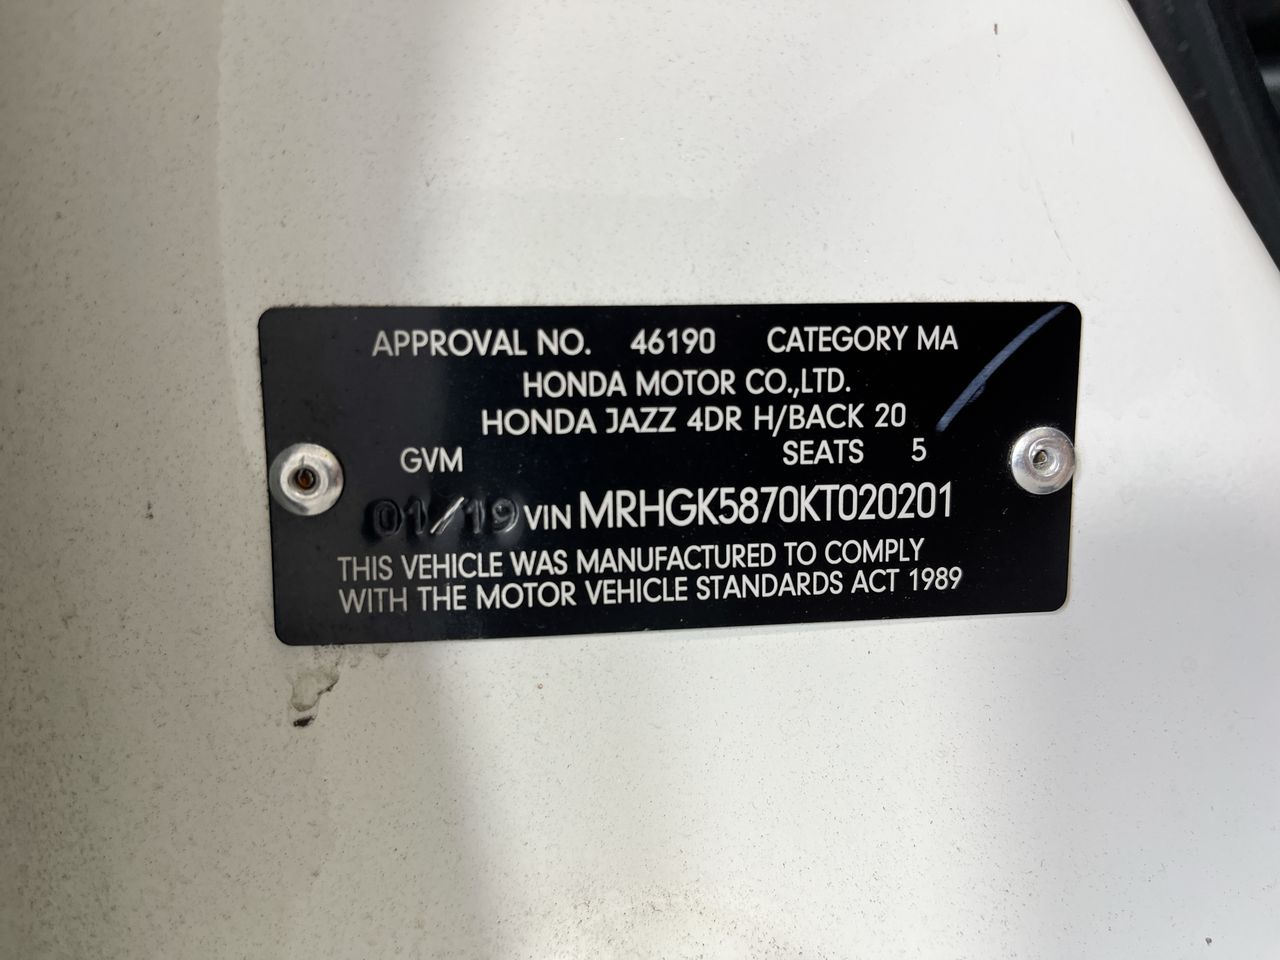 APPROVAL NO. 46190 CATEGORY MA
HONDA MOTOR CO.,LTD.
HONDA JAZZ 4DR H/BACK 20
GVM SEATS 5
01/19 VIN MRHGK5870KT020201
THIS VEHICLE WAS MANUFACTURED TO COMPLY
WITH THE MOTOR VEHICLE STANDARDS ACT 1989